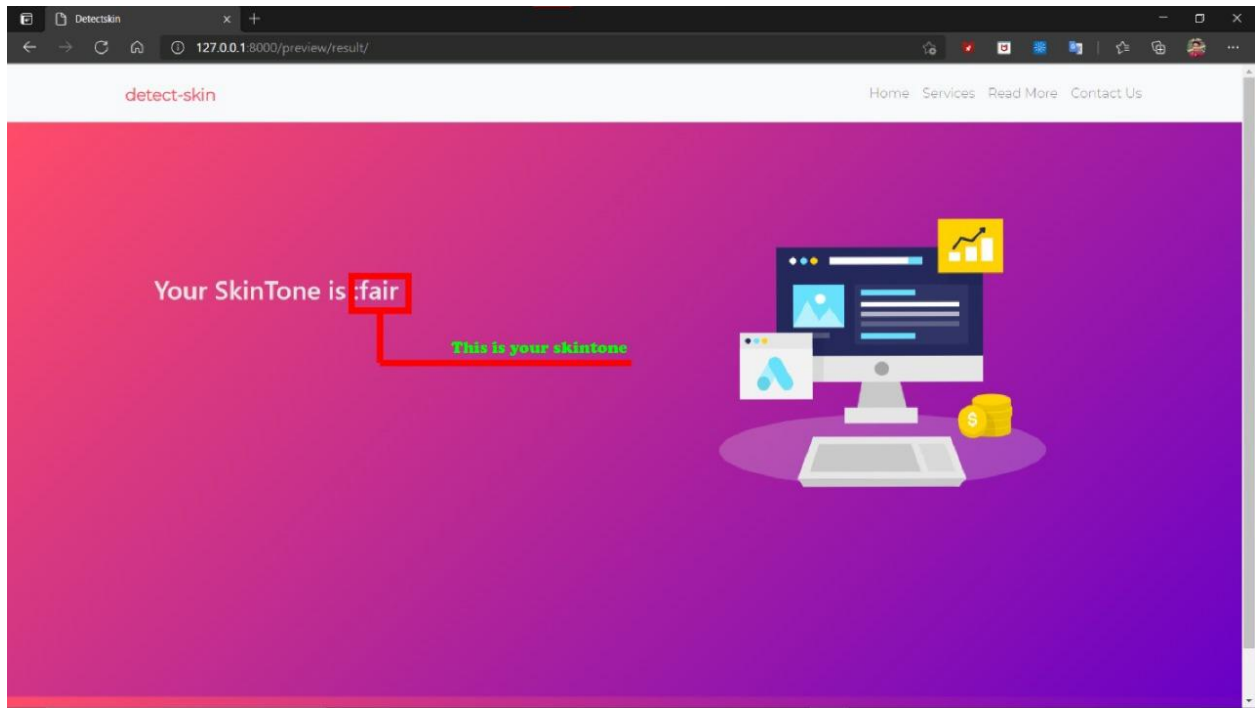 Detectskin
127.0.0.1:8000/preview/result/
detect-skin
Home Services Read More Contact Us
Your SkinTone is :fair
This is your skintone
$